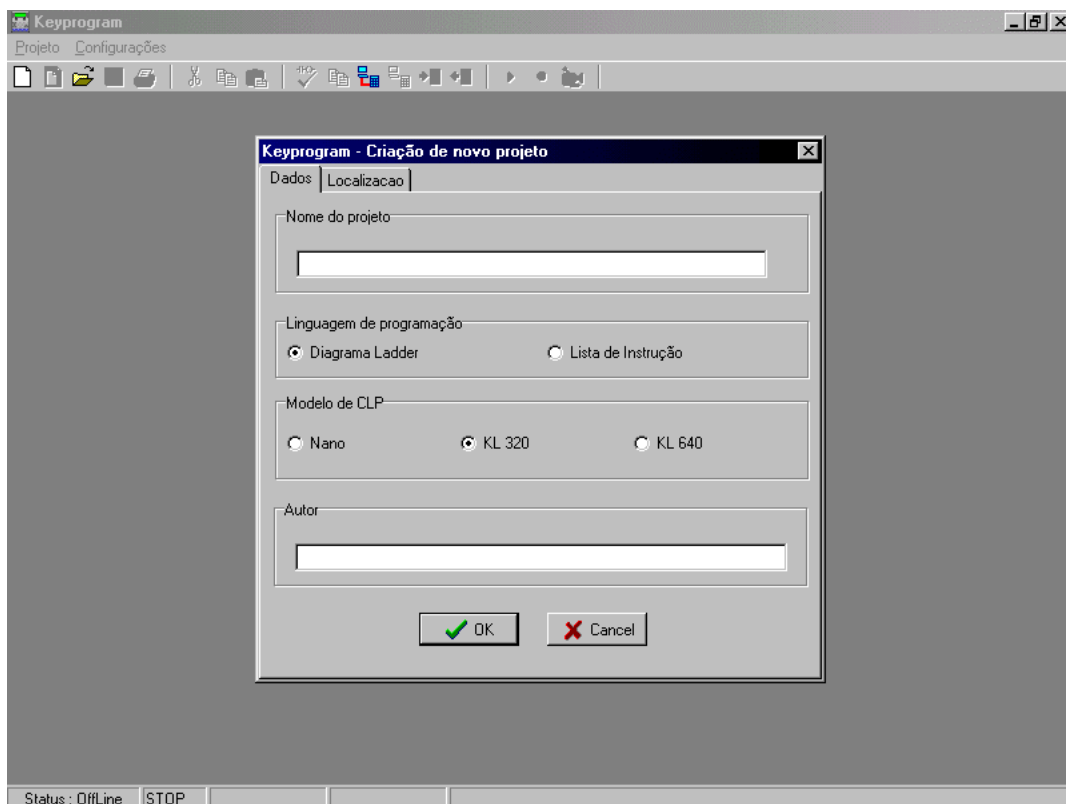 Keyprogram
Projeto Configurações
Keyprogram - Criação de novo projeto
Dados Localizacao
Nome do projeto
Linguagem de programação
Diagrama Ladder Lista de Instrução
Modelo de CLP
Nano KL 320 KL 640
Autor
OK Cancel
Status : OffLine STOP